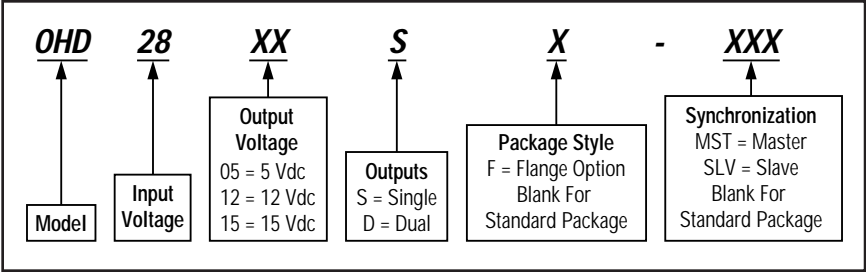 OHD 28 XX S X - XXX
Model
Input
Voltage
Output
Voltage
05 = 5 Vdc
12 = 12 Vdc
15 = 15 Vdc
Outputs
S = Single
D = Dual
Package Style
F = Flange Option
Blank For
Standard Package
Synchronization
MST = Master
SLV = Slave
Blank For
Standard Package